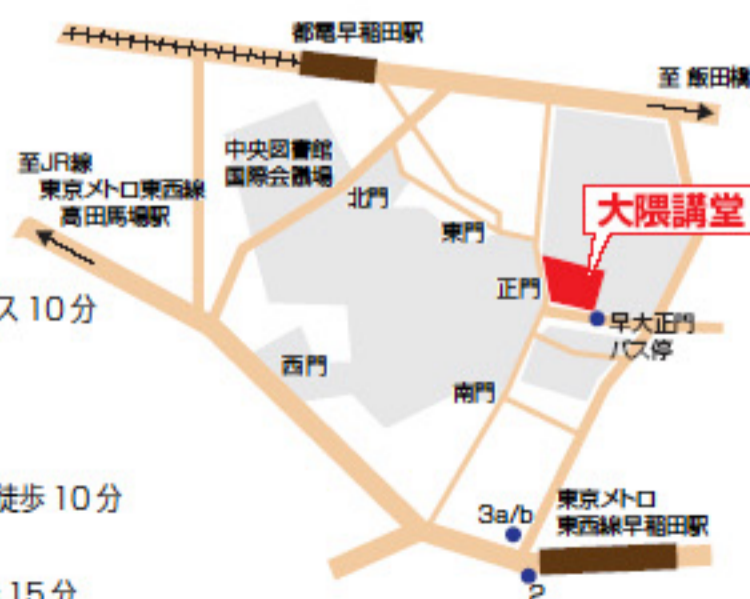 都電早稲田駅
至 飯田橋
中央図書館
国際会議場
至JR線
東京メトロ東西線
高田馬場駅
北門
大隈講堂
東門
正門
ス 10 分
早大正門
バス停
西門
南門
徒歩 10 分
東京メトロ
東西線早稲田駅
3a/b
15 分
2